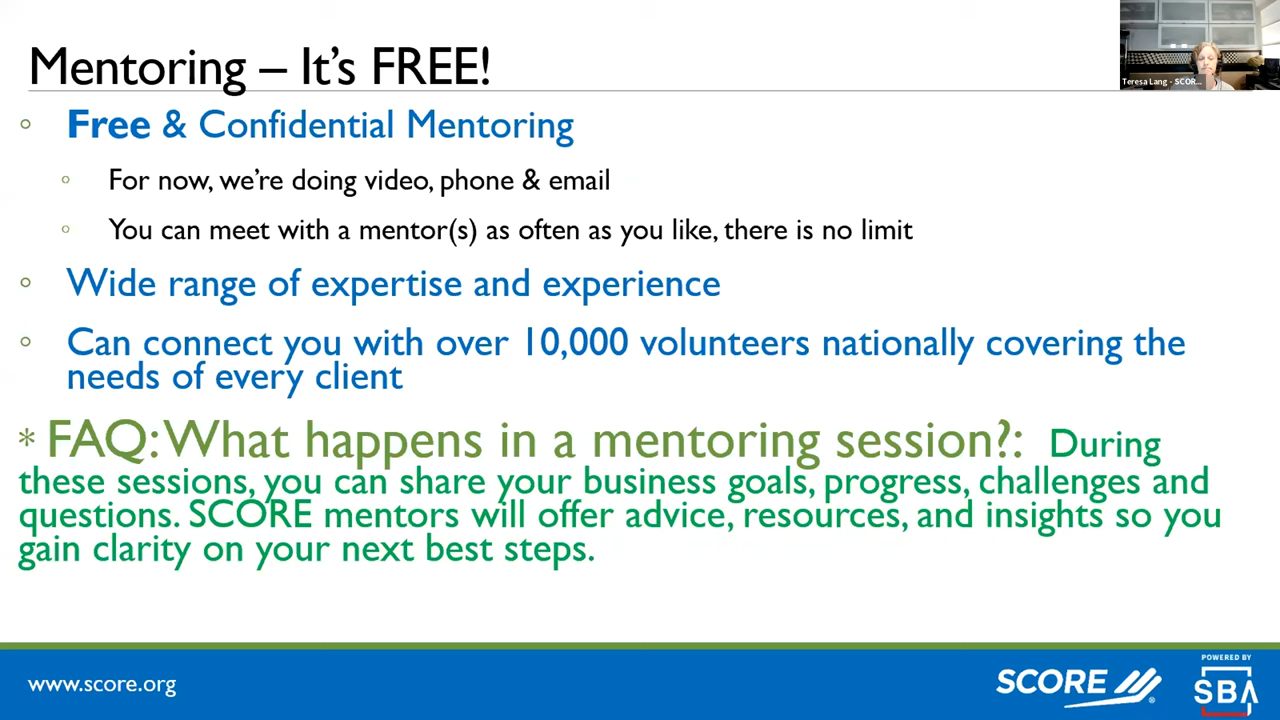 Mentoring – It's FREE!
Teresa Lang - SCOR...
Free & Confidential Mentoring
For now, we're doing video, phone & email
You can meet with a mentor(s) as often as you like, there is no limit
Wide range of expertise and experience
Can connect you with over 10,000 volunteers nationally covering the
needs of every client
* FAQ: What happens in a mentoring session?: During
these sessions, you can share your business goals, progress, challenges and
questions. SCORE mentors will offer advice, resources, and insights so you
gain clarity on your next best steps.
www.score.org
SCORE
POWERED BY
SBA